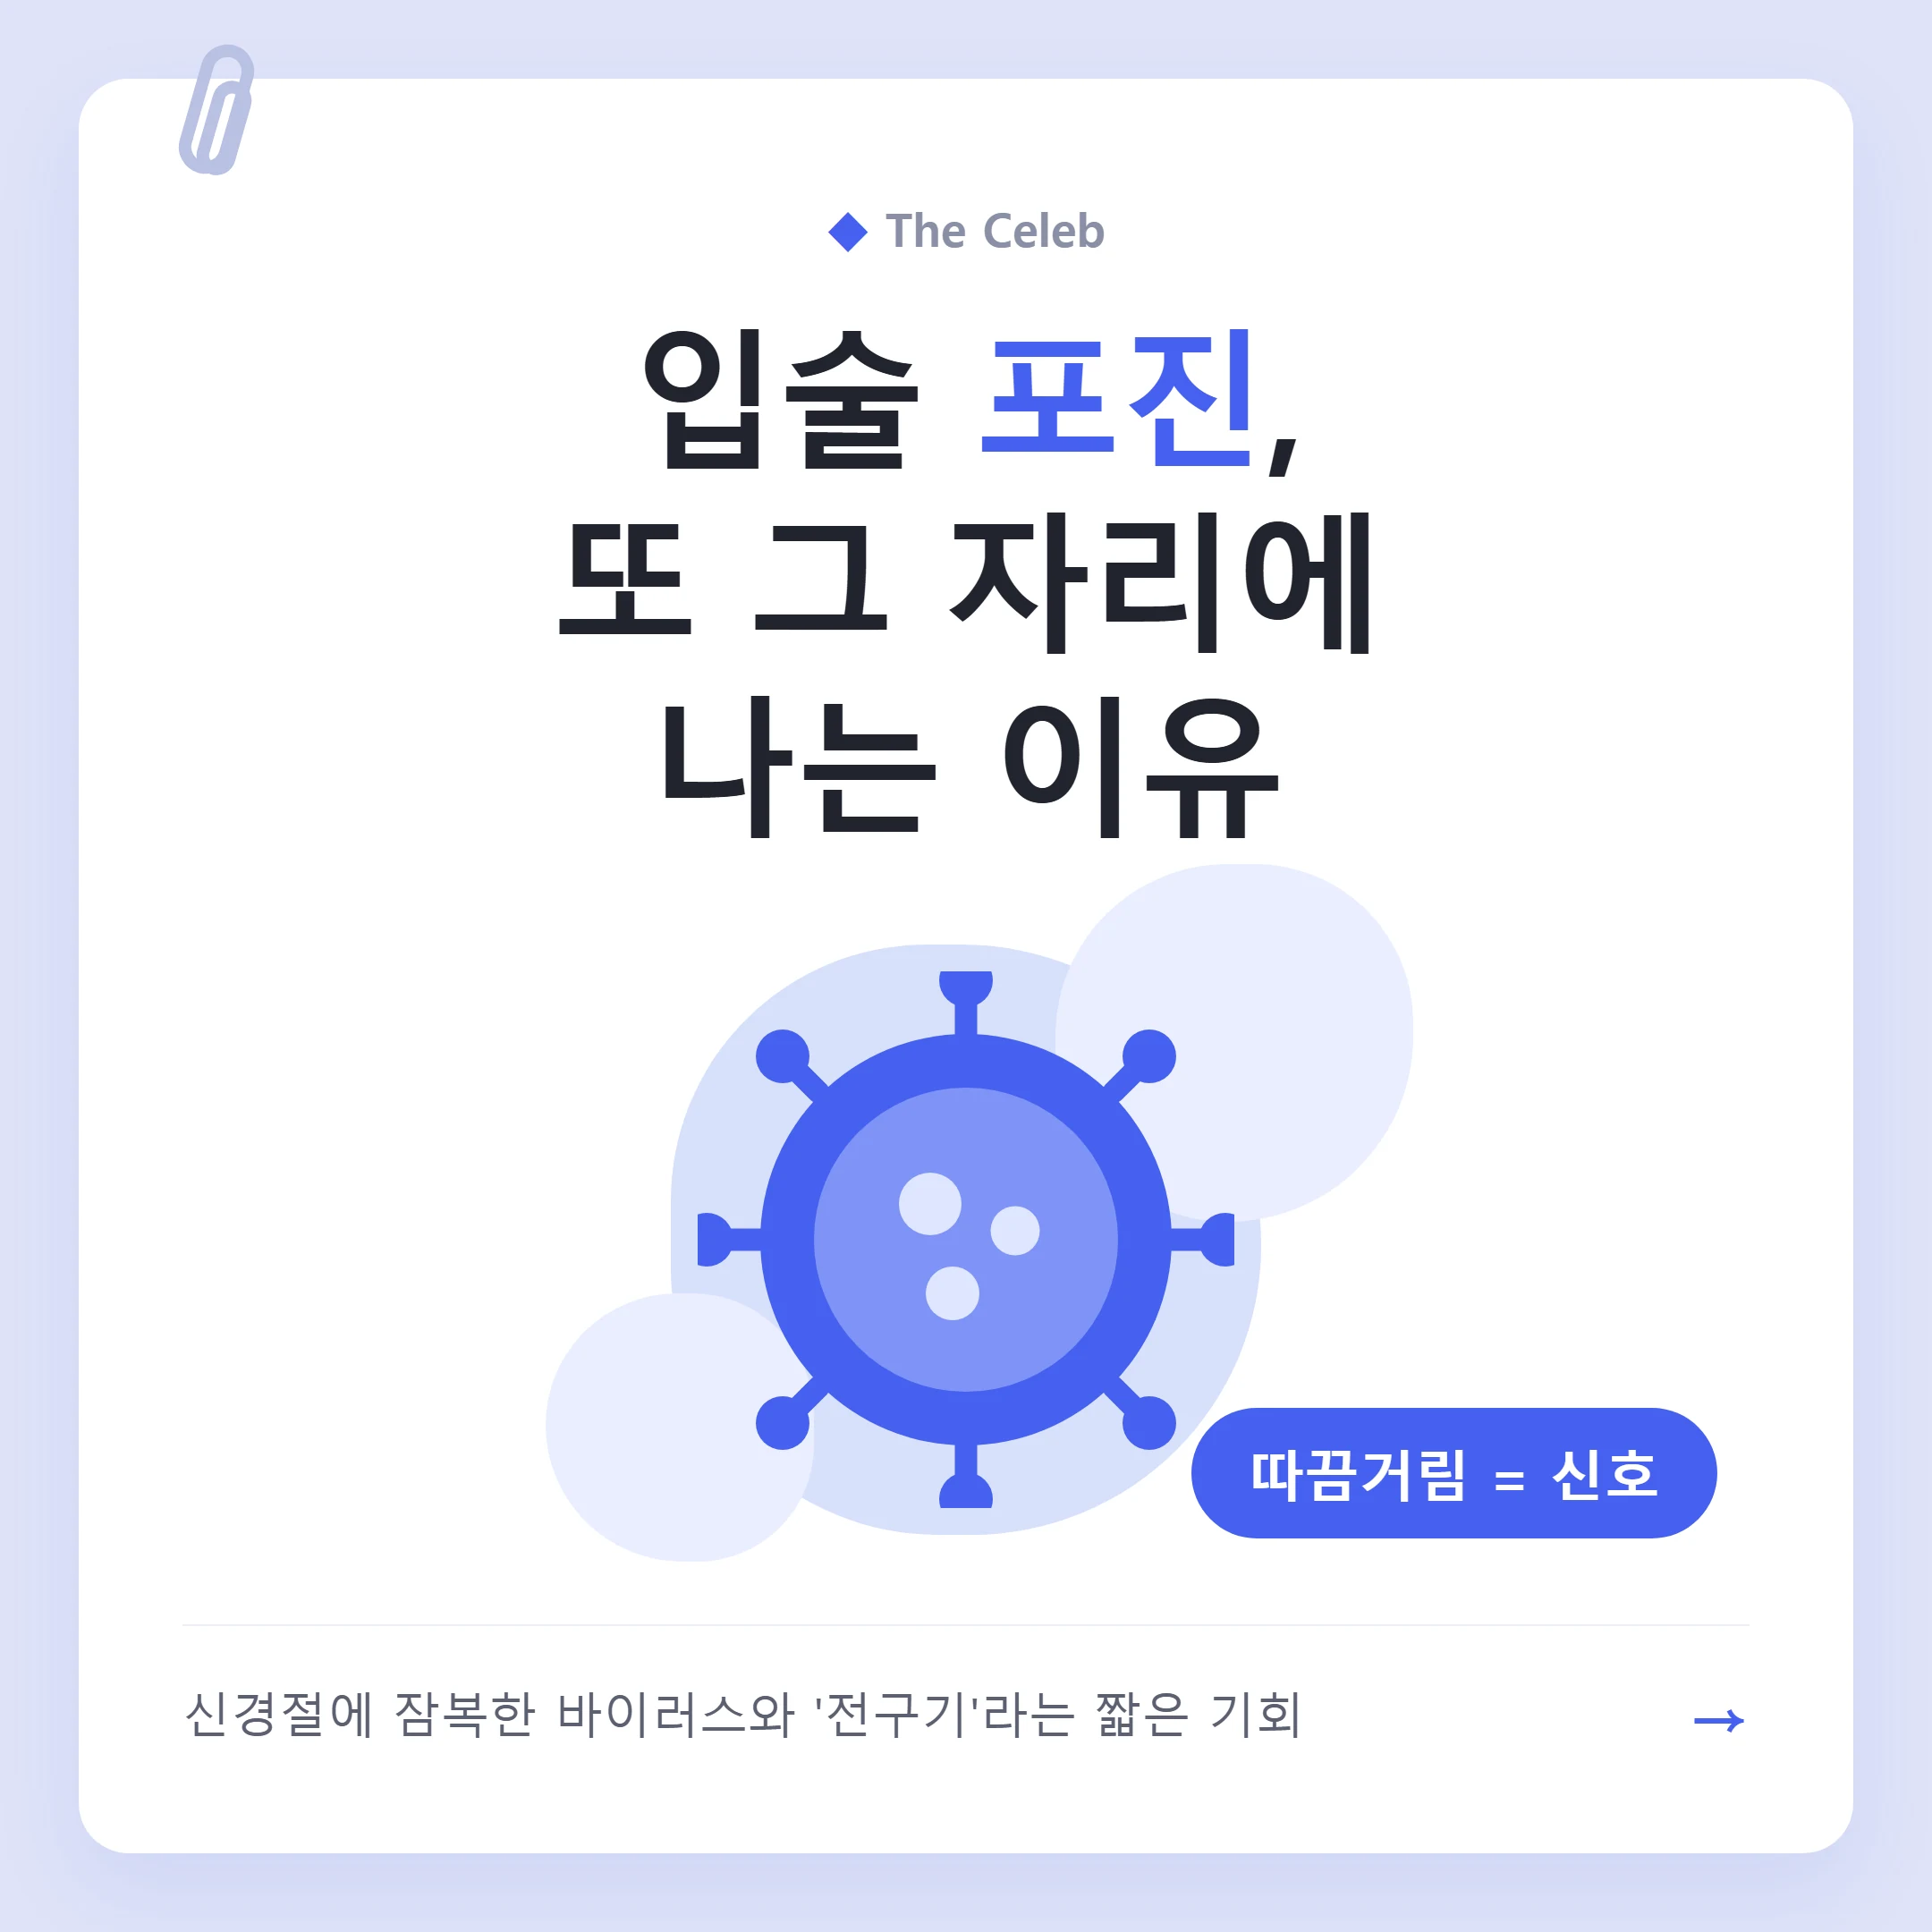 The Celeb
입술 포진,
또 그 자리에
나는 이유
따끔거림 = 신호
신경절에 잠복한 바이러스와 '전구기'라는 짧은 기회 →